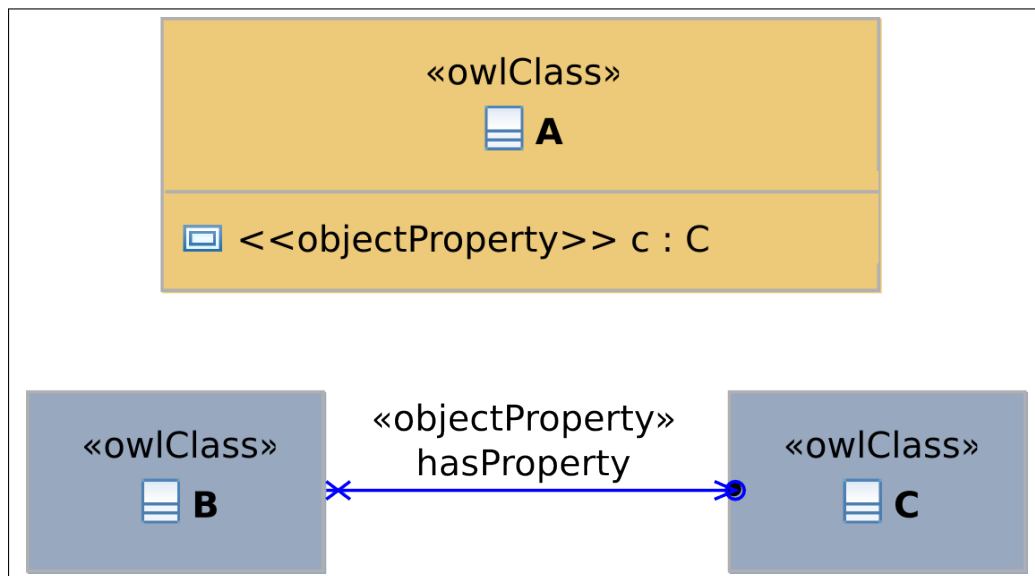 «owlClass»
A
<<objectProperty>> c : C
«owlClass»
B
«objectProperty»
hasProperty
«owlClass»
C